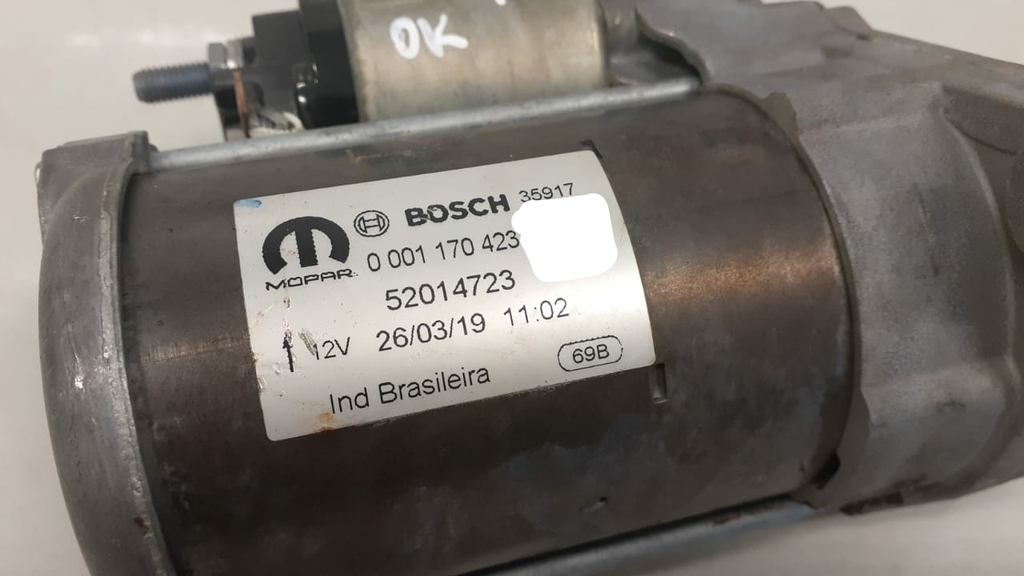 OK
MOPAR
BOSCH 35917
0 001 170 423
52014723
12V 26/03/19 11:02
Ind Brasileira 69B